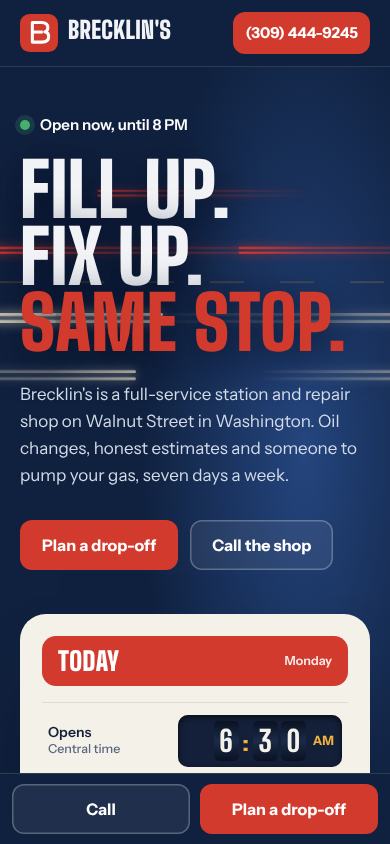 BRECKLIN'S
(309) 444-9245
Open now, until 8 PM
FILL UP.
FIX UP.
SAME STOP.
Brecklin's is a full-service station and repair
shop on Walnut Street in Washington. Oil
changes, honest estimates and someone to
pump your gas, seven days a week.
Plan a drop-off
Call the shop
TODAY
Monday
Opens
Central time
6:30 AM
Call
Plan a drop-off